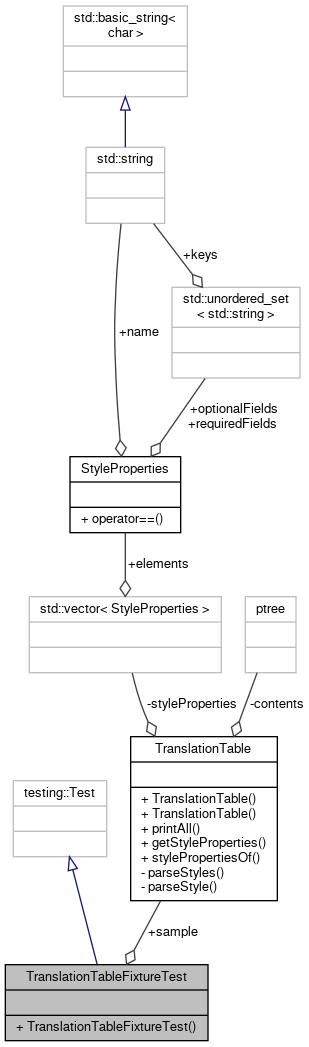 std::basic_string<
char >
std::string
+keys
std::unordered_set
< std::string >
+name
+optionalFields
+requiredFields
StyleProperties
+ operator==()
+elements
std::vector< StyleProperties >
ptree
-styleProperties
-contents
TranslationTable
+ TranslationTable()
+ TranslationTable()
+ printAll()
+ getStyleProperties()
+ stylePropertiesOf()
- parseStyles()
- parseStyle()
testing::Test
+sample
TranslationTableFixtureTest
+ TranslationTableFixtureTest()